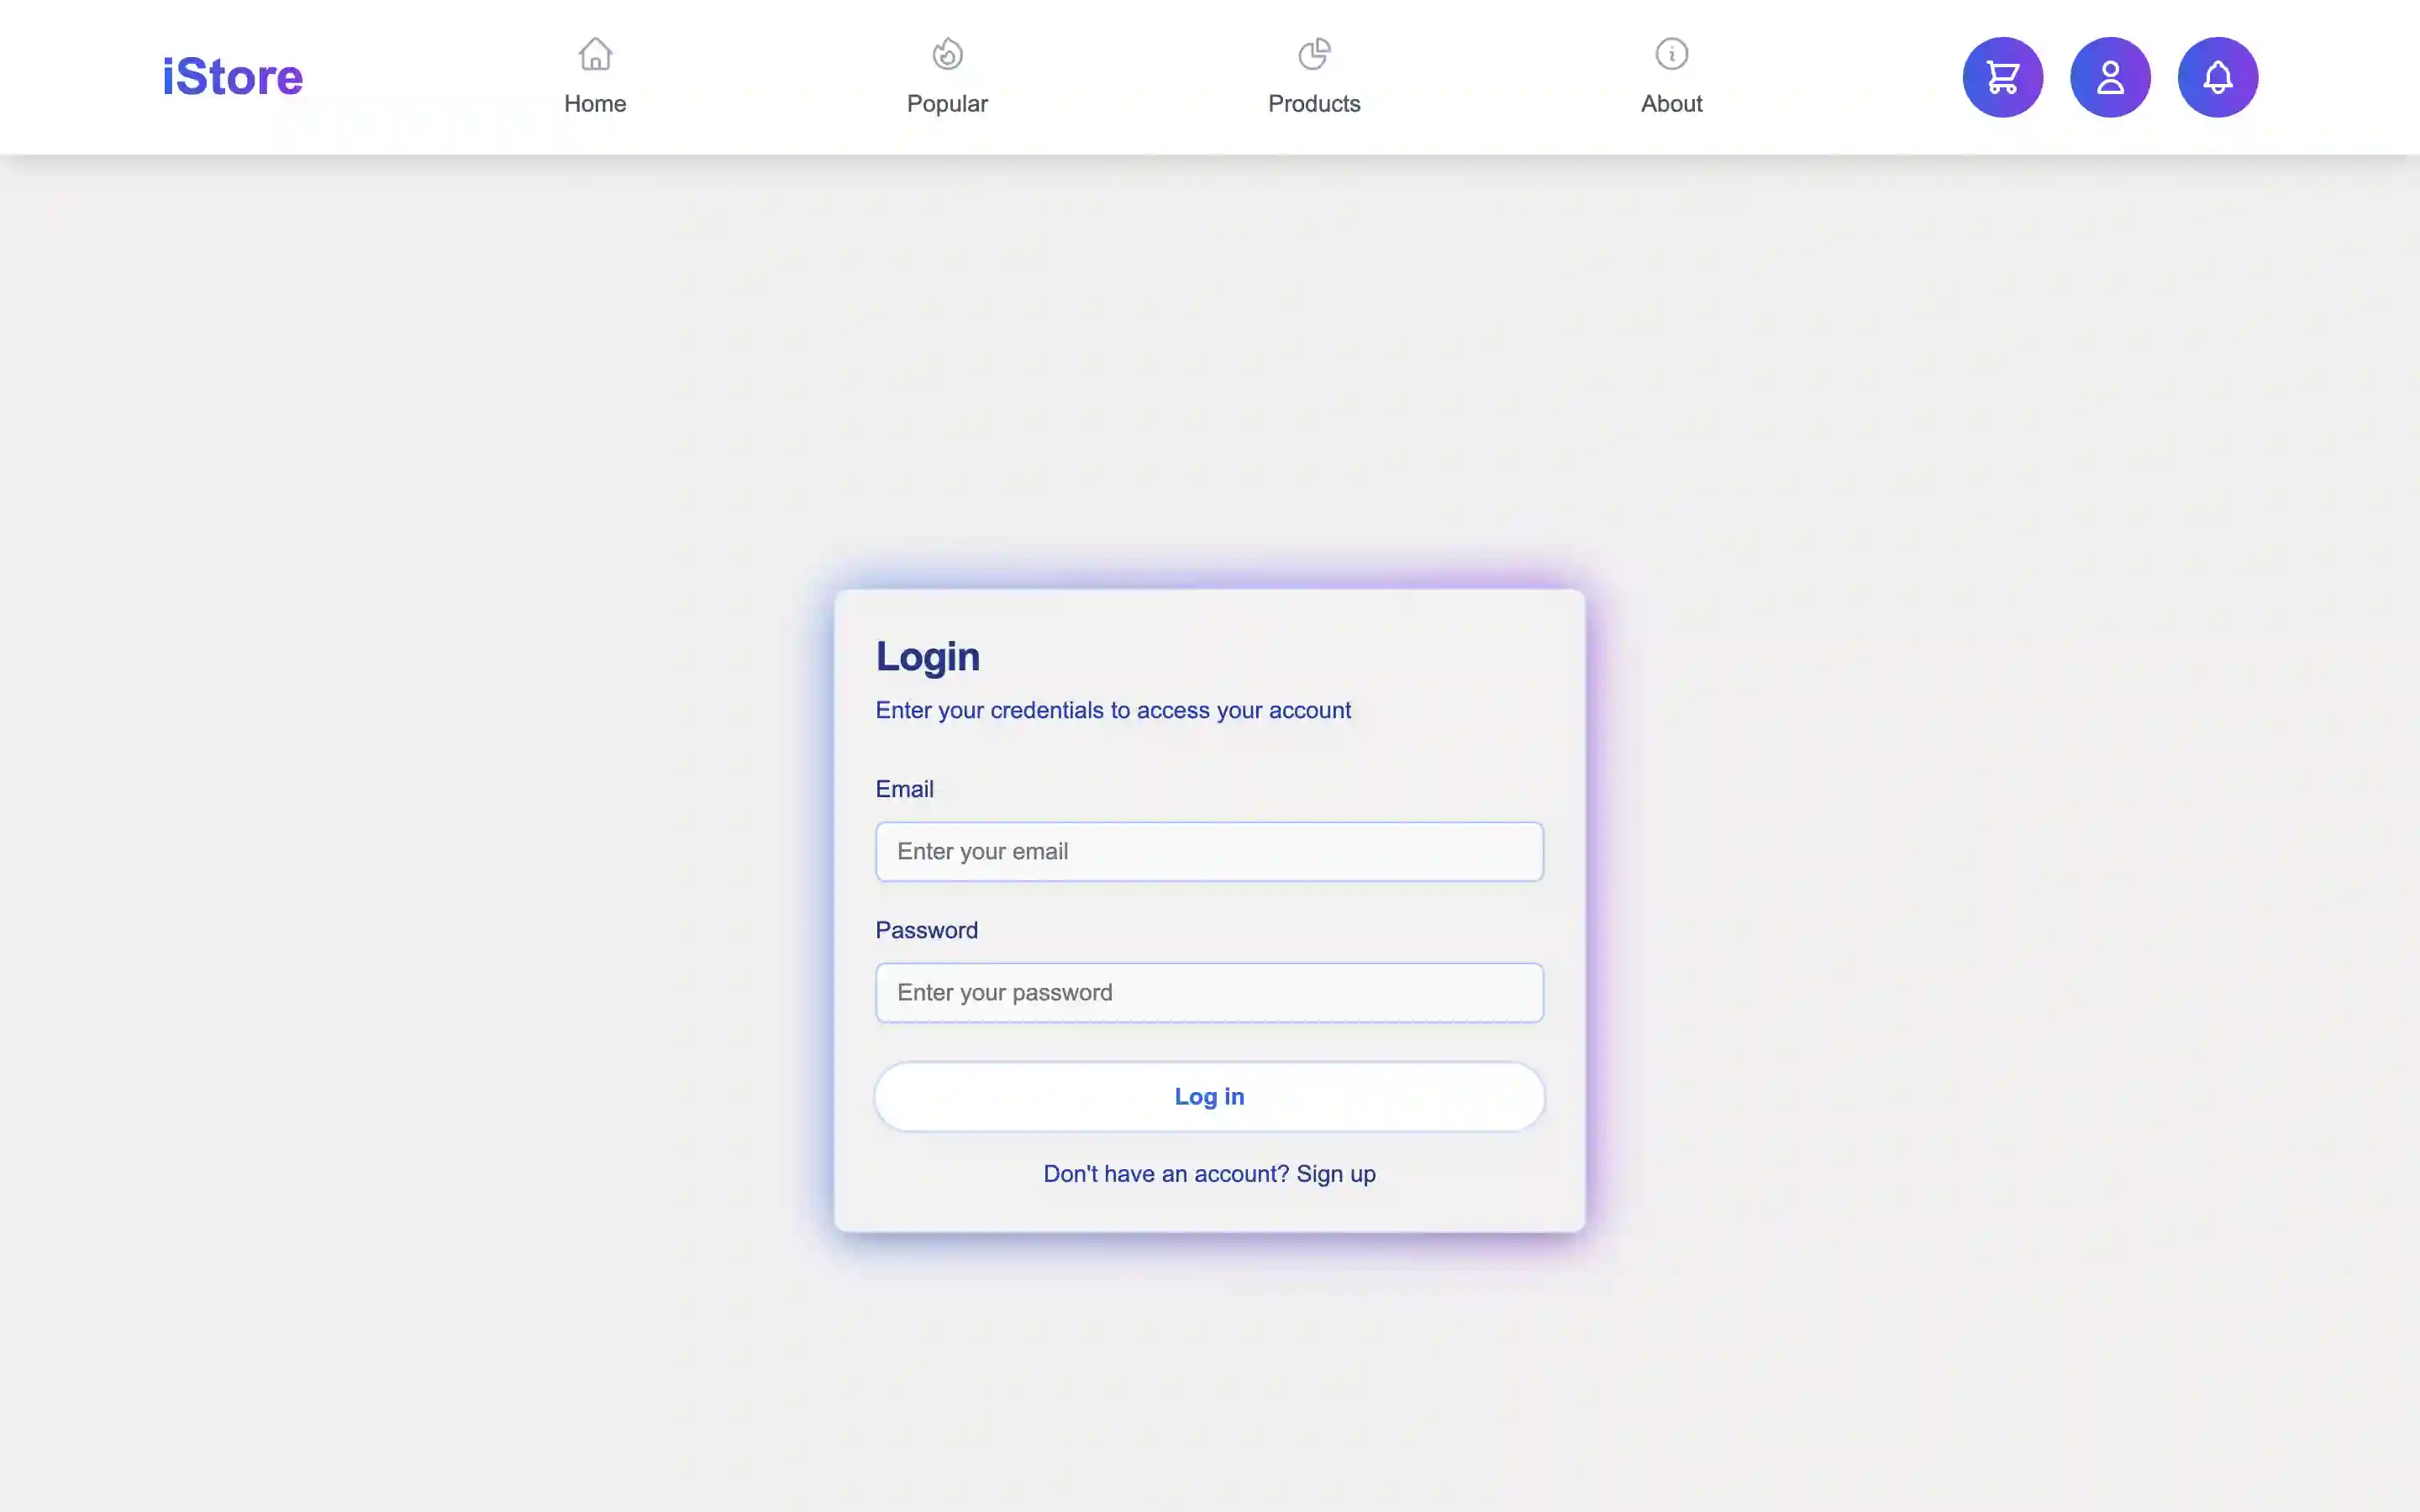 iStore
Home
Popular
Products
About
Login
Enter your credentials to access your account
Email
Enter your email
Password
Enter your password
Log in
Don't have an account? Sign up